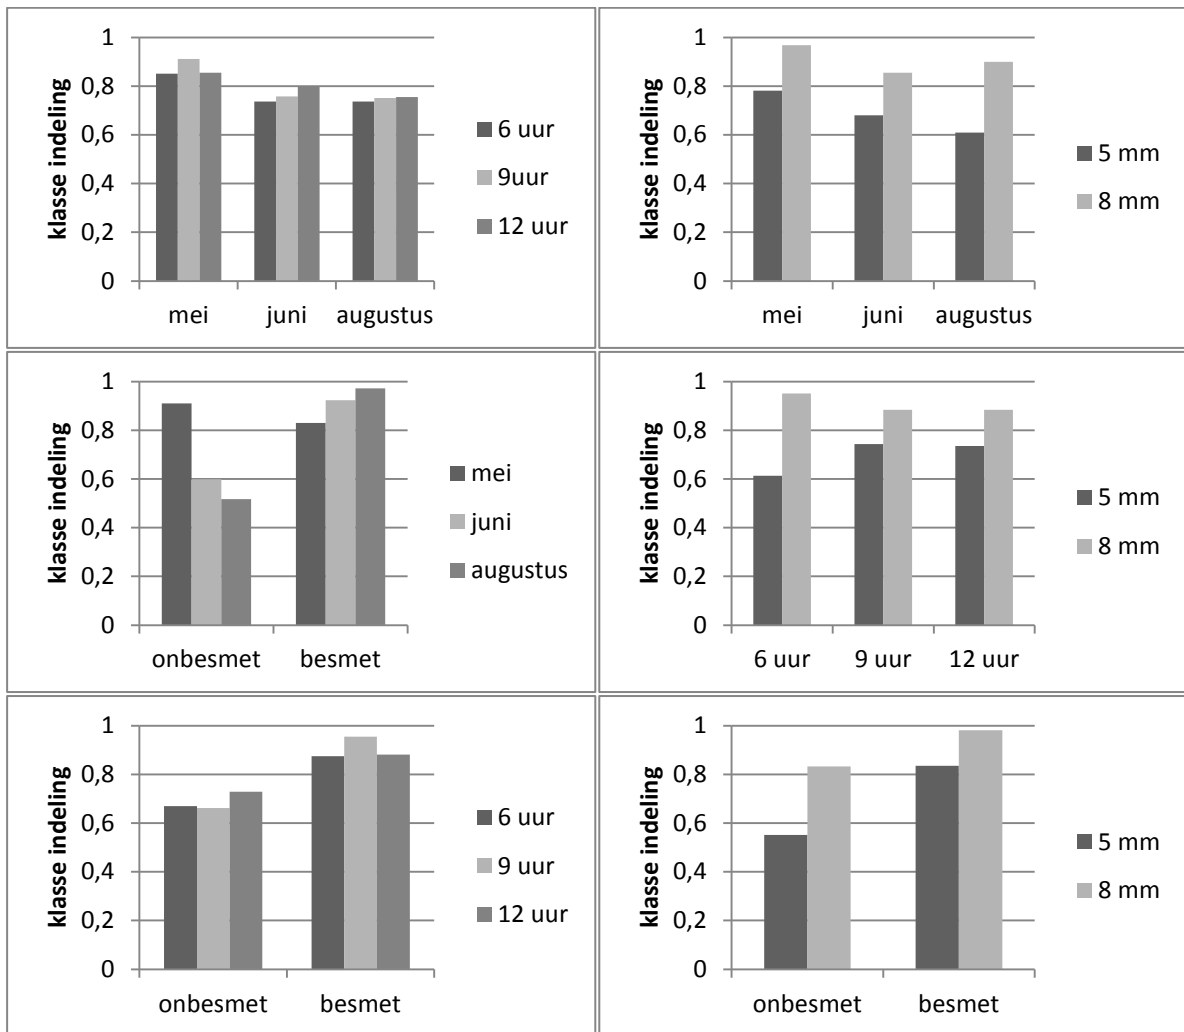 klasse indeling
1
0,8
0,6
0,4
0,2
0
mei juni augustus
6 uur
9uur
12 uur
klasse indeling
1
0,8
0,6
0,4
0,2
0
mei juni augustus
5 mm
8 mm
klasse indeling
1
0,8
0,6
0,4
0,2
0
onbesmet besmet
mei
juni
augustus
klasse indeling
1
0,8
0,6
0,4
0,2
0
6 uur 9 uur 12 uur
5 mm
8 mm
klasse indeling
1
0,8
0,6
0,4
0,2
0
onbesmet besmet
6 uur
9 uur
12 uur
klasse indeling
1
0,8
0,6
0,4
0,2
0
onbesmet besmet
5 mm
8 mm